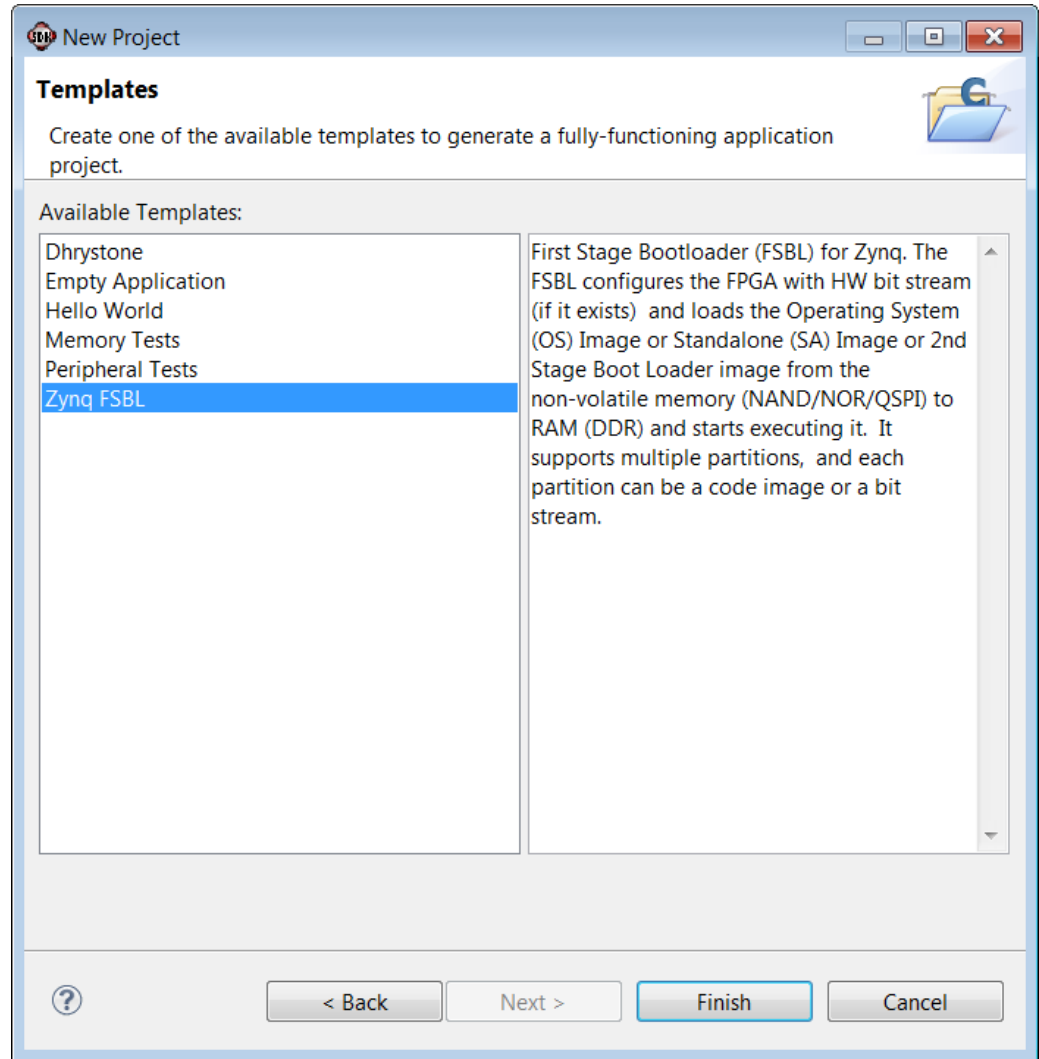 SDK New Project
Templates
Create one of the available templates to generate a fully-functioning application
project.
Available Templates:
Dhrystone
Empty Application
Hello World
Memory Tests
Peripheral Tests
Zynq FSBL
First Stage Bootloader (FSBL) for Zynq. The
FSBL configures the FPGA with HW bit stream
(if it exists)  and loads the Operating System
(OS) Image or Standalone (SA) Image or 2nd
Stage Boot Loader image from the
non-volatile memory (NAND/NOR/QSPI) to
RAM (DDR) and starts executing it.  It
supports multiple partitions,  and each
partition can be a code image or a bit
stream.
? < Back Next > Finish Cancel